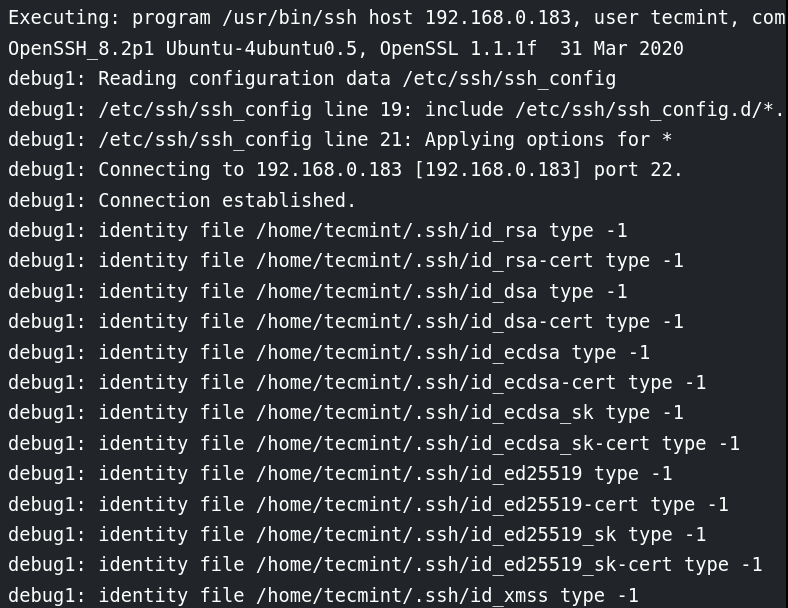 Executing: program /usr/bin/ssh host 192.168.0.183, user tecmint, com
OpenSSH_8.2p1 Ubuntu-4ubuntu0.5, OpenSSL 1.1.1f  31 Mar 2020
debug1: Reading configuration data /etc/ssh/ssh_config
debug1: /etc/ssh/ssh_config line 19: include /etc/ssh/ssh_config.d/*.
debug1: /etc/ssh/ssh_config line 21: Applying options for *
debug1: Connecting to 192.168.0.183 [192.168.0.183] port 22.
debug1: Connection established.
debug1: identity file /home/tecmint/.ssh/id_rsa type -1
debug1: identity file /home/tecmint/.ssh/id_rsa-cert type -1
debug1: identity file /home/tecmint/.ssh/id_dsa type -1
debug1: identity file /home/tecmint/.ssh/id_dsa-cert type -1
debug1: identity file /home/tecmint/.ssh/id_ecdsa type -1
debug1: identity file /home/tecmint/.ssh/id_ecdsa-cert type -1
debug1: identity file /home/tecmint/.ssh/id_ecdsa_sk type -1
debug1: identity file /home/tecmint/.ssh/id_ecdsa_sk-cert type -1
debug1: identity file /home/tecmint/.ssh/id_ed25519 type -1
debug1: identity file /home/tecmint/.ssh/id_ed25519-cert type -1
debug1: identity file /home/tecmint/.ssh/id_ed25519_sk type -1
debug1: identity file /home/tecmint/.ssh/id_ed25519_sk-cert type -1
debug1: identity file /home/tecmint/.ssh/id_xmss type -1